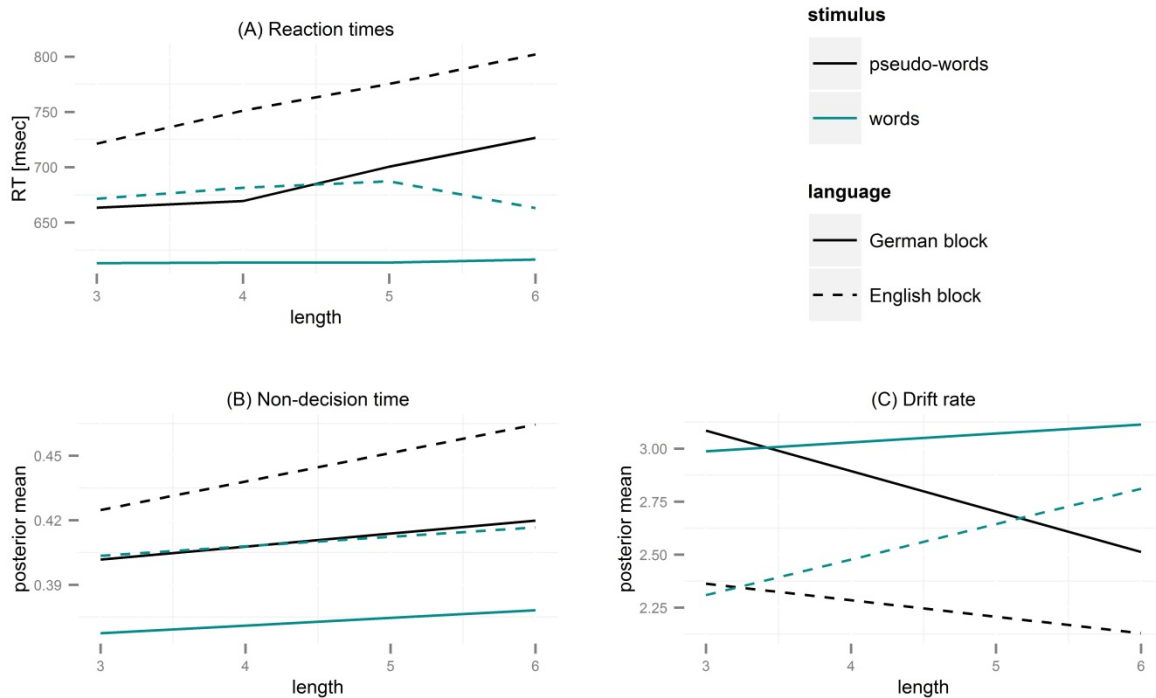 (A) Reaction times
800
750
700
650
RT [msec]
3 4 5 6
length
stimulus
pseudo-words
words
language
German block
English block
(B) Non-decision time
0.45
0.42
0.39
posterior mean
3 4 5 6
length
(C) Drift rate
3.00
2.75
2.50
2.25
posterior mean
3 4 5 6
length